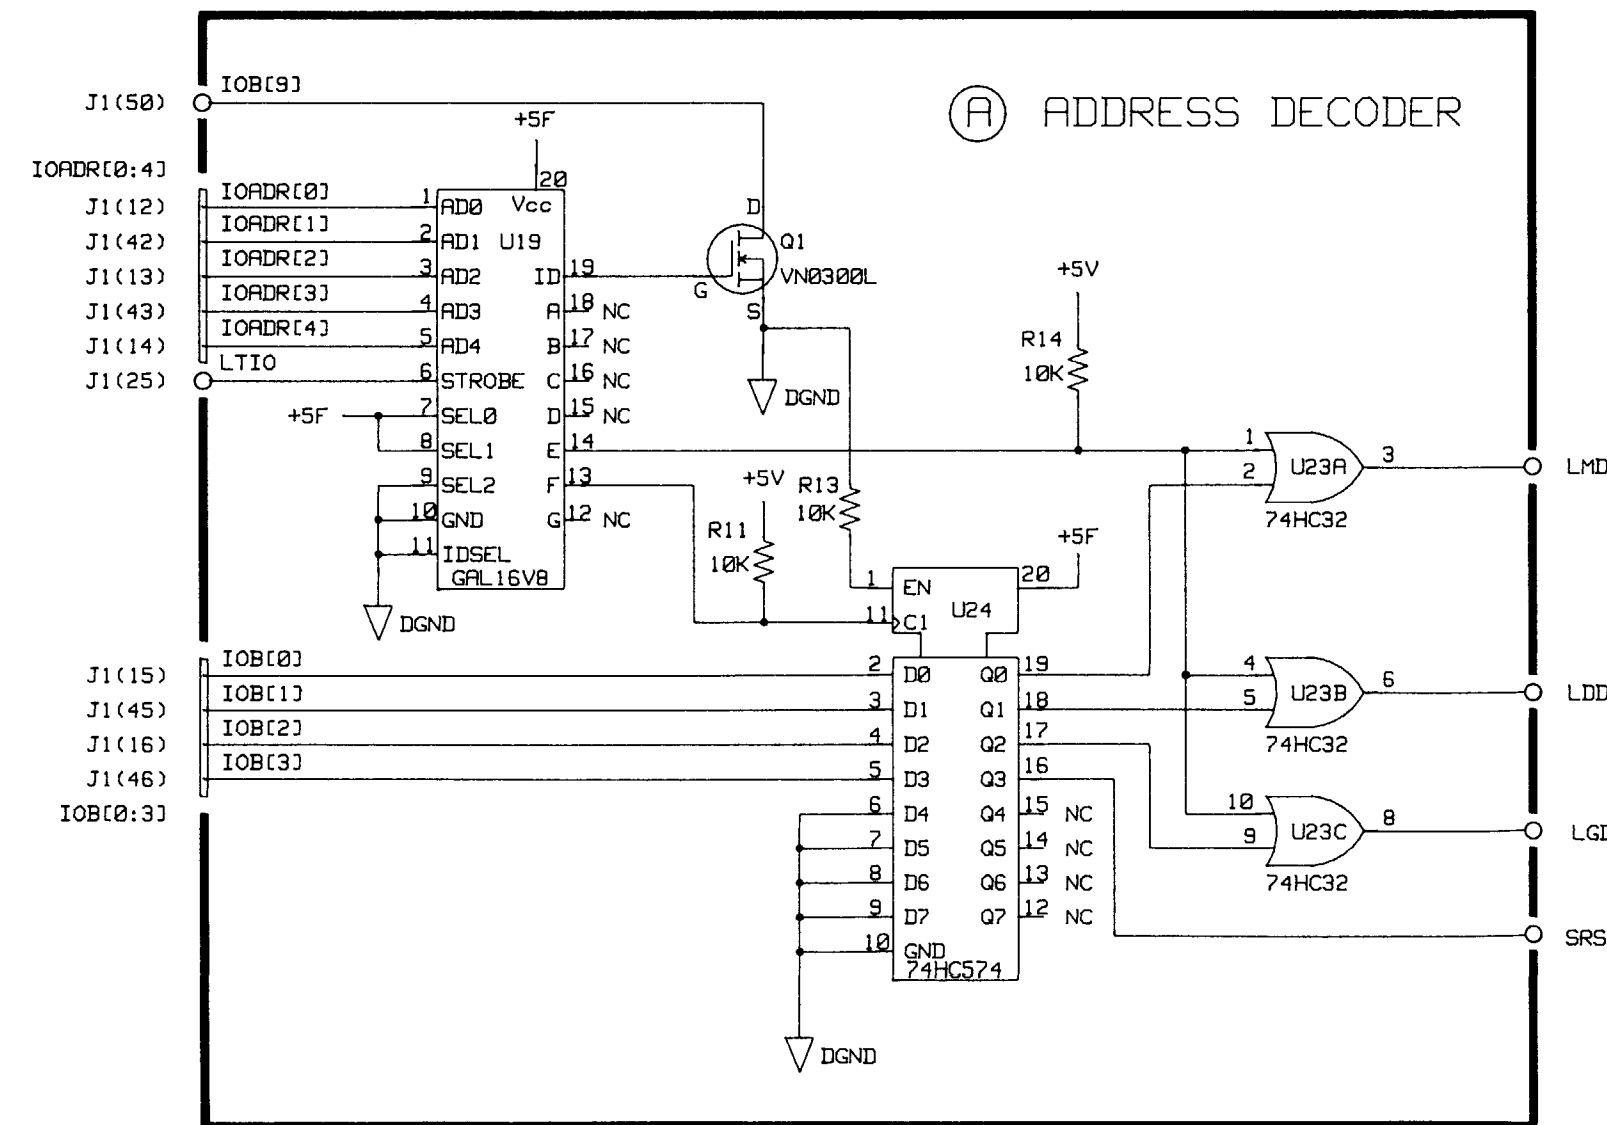 IOB[9]
J1(50)
A ADDRESS DECODER
+5F
IOADR[0:4]
20
IOADR[0]
J1(12)
1
AD0
Vcc
D
IOADR[1]
J1(42)
2
AD1
U19
Q1
IOADR[2]
J1(13)
3
AD2
ID
19
VN0300L
+5V
G
IOADR[3]
J1(43)
4
AD3
A
18
NC
S
IOADR[4]
J1(14)
5
AD4
B
17
NC
R14
10K
LTIO
J1(25)
6
STROBE
C
16
NC
DGND
+5F
7
SEL0
D
15
NC
8
SEL1
E
14
1
U23A
3
LMD
2
74HC32
9
SEL2
F
13
+5V
R13
10K
10
GND
G
12
NC
R11
10K
11
IDSEL
GAL16V8
+5F
1
EN
20
U24
11
C1
DGND
IOB[0]
J1(15)
2
D0
Q0
19
4
U23B
6
LDD
IOB[1]
J1(45)
3
D1
Q1
18
5
74HC32
IOB[2]
J1(16)
4
D2
Q2
17
IOB[3]
J1(46)
5
D3
Q3
16
IOB[0:3]
6
D4
Q4
15
NC
10
U23C
8
LGD
7
D5
Q5
14
NC
9
74HC32
8
D6
Q6
13
NC
9
D7
Q7
12
NC
SRS
10
GND
74HC574
DGND